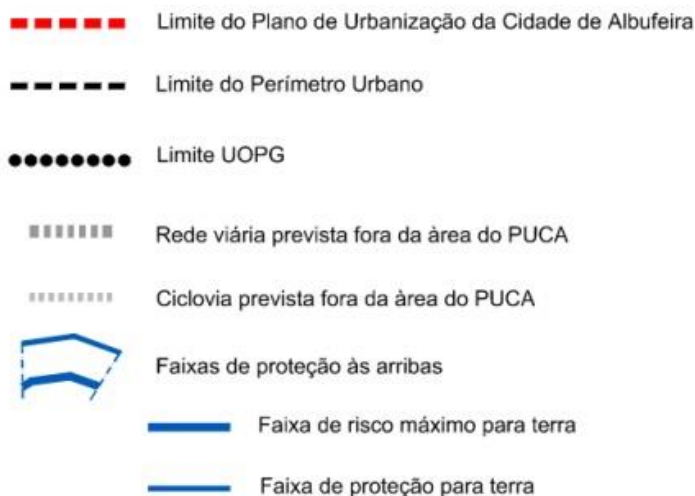 Limite do Plano de Urbanização da Cidade de Albufeira
Limite do Perímetro Urbano
Limite UOPG
Rede viária prevista fora da àrea do PUCA
Ciclovia prevista fora da àrea do PUCA
Faixas de proteção às arribas
Faixa de risco máximo para terra
Faixa de proteção para terra